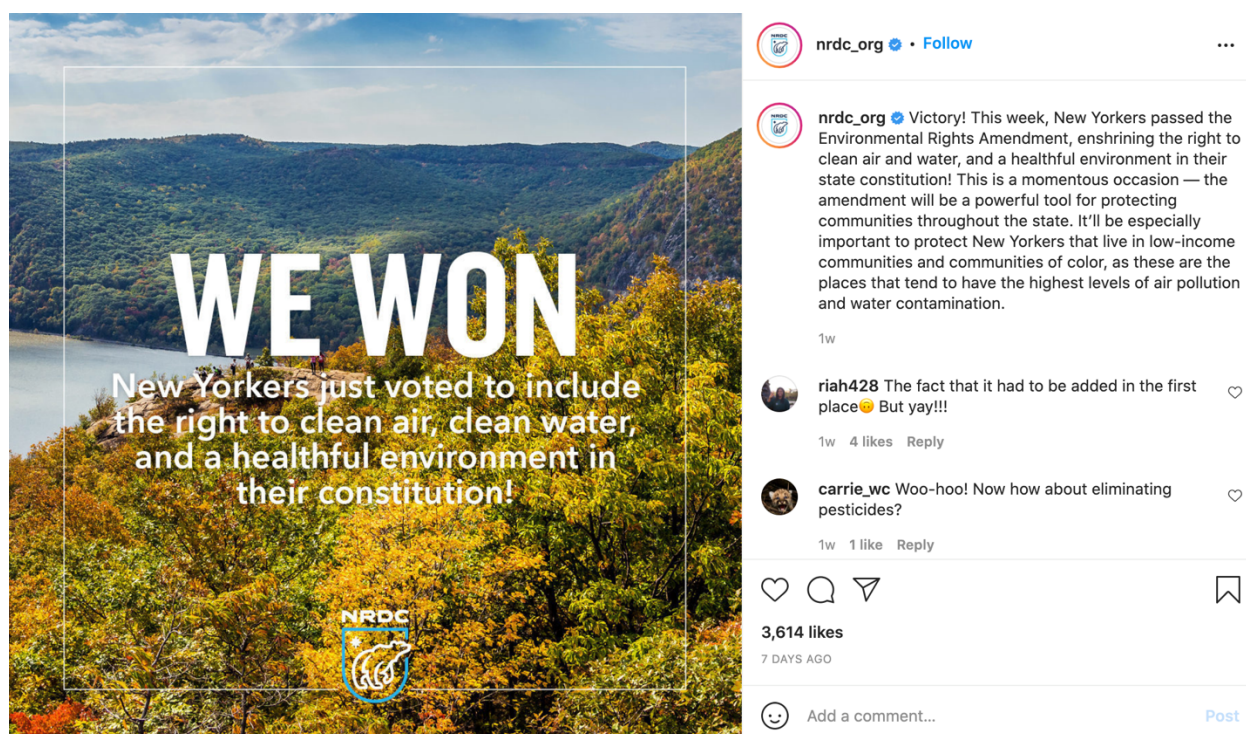 WE WON
New Yorkers just voted to include
the right to clean air, clean water,
and a healthful environment in
their constitution!
NRDC
nrdc_org • Follow
nrdc_org Victory! This week, New Yorkers passed the
Environmental Rights Amendment, enshrining the right to
clean air and water, and a healthful environment in their
state constitution! This is a momentous occasion — the
amendment will be a powerful tool for protecting
communities throughout the state. It’ll be especially
important to protect New Yorkers that live in low-income
communities and communities of color, as these are the
places that tend to have the highest levels of air pollution
and water contamination.
1w
riah428 The fact that it had to be added in the first
place🙃 But yay!!!
1w 4 likes Reply
carrie_wc Woo-hoo! Now how about eliminating
pesticides?
1w 1 like Reply
3,614 likes
7 DAYS AGO
Add a comment...
Post